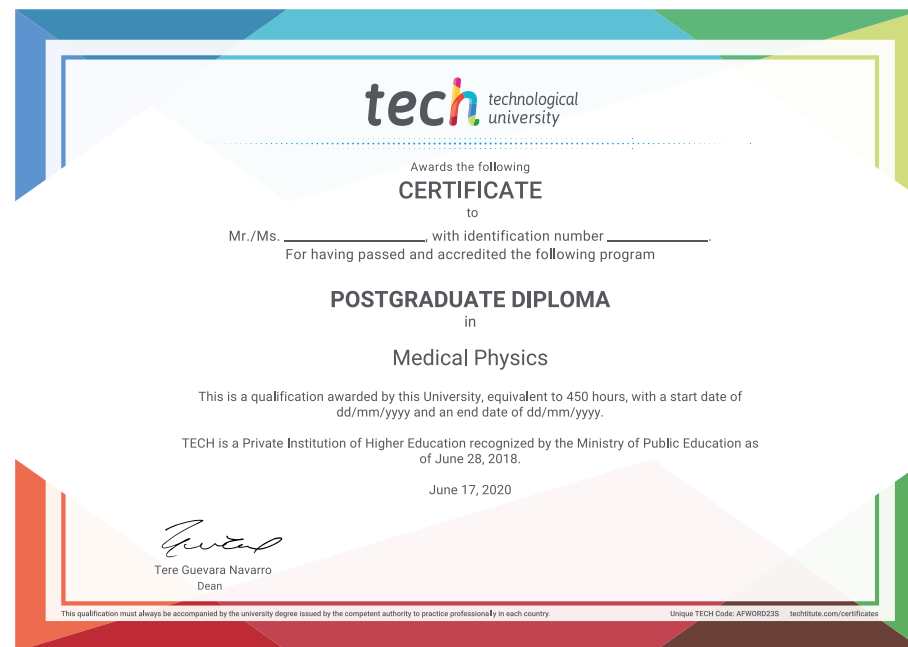 tech technological
university
Awards the following
CERTIFICATE
to
Mr./Ms. ____________________, with identification number ______________.
For having passed and accredited the following program
POSTGRADUATE DIPLOMA
in
Medical Physics
This is a qualification awarded by this University, equivalent to 450 hours, with a start date of
dd/mm/yyyy and an end date of dd/mm/yyyy.
TECH is a Private Institution of Higher Education recognized by the Ministry of Public Education as
of June 28, 2018.
June 17, 2020
Tere Guevara Navarro
Dean
This qualification must always be accompanied by the university degree issued by the competent authority to practice professionally in each country. Unique TECH Code: AFWORD23S techtitute.com/certificates